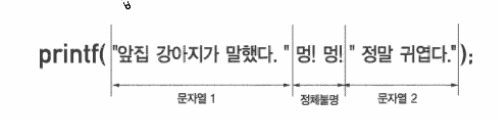 printf("앞집 강아지가 말했다. " 멍! 멍! " 정말 귀엽다.");
문자열 1 정체불명 문자열 2